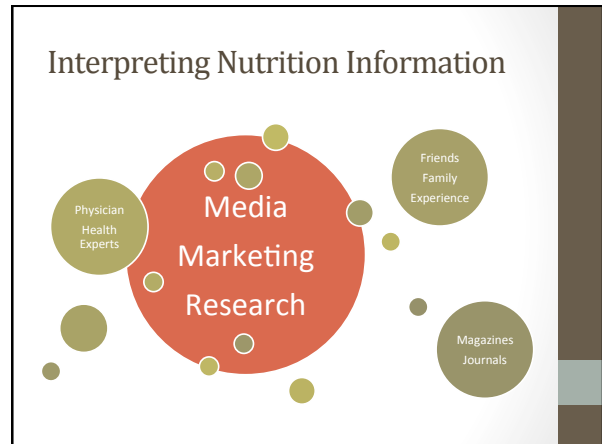 Interpreting Nutrition Information
Physician
Health
Experts
Media
Marketing
Research
Friends
Family
Experience
Magazines
Journals